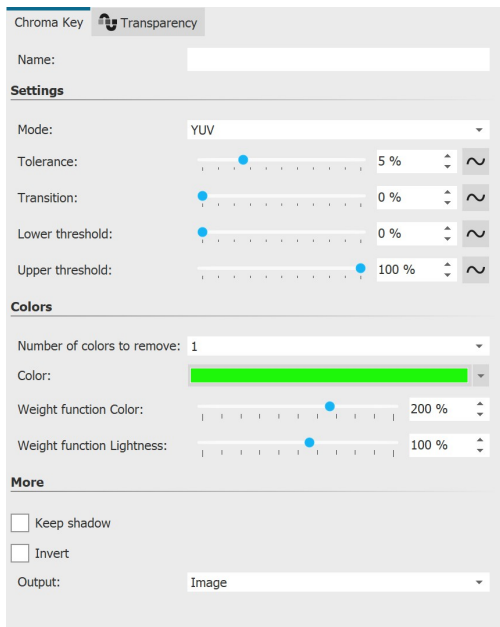 Chroma Key Transparency
Name:
Settings
Mode: YUV
Tolerance: 5 %
Transition: 0 %
Lower threshold: 0 %
Upper threshold: 100 %
Colors
Number of colors to remove: 1
Color:
Weight function Color: 200 %
Weight function Lightness: 100 %
More
Keep shadow
Invert
Output: Image